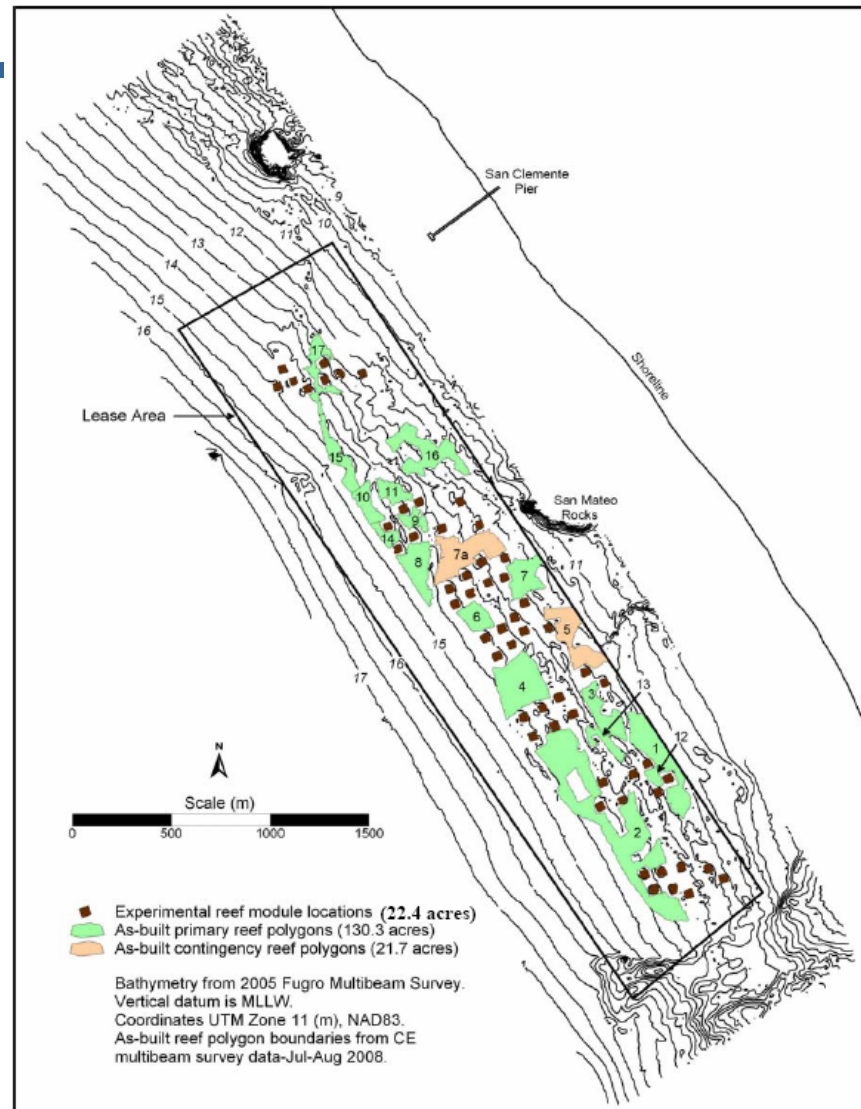 San Clemente
Pier
9
10
11
11
12
13
14
15
16
Shoreline
17
Lease Area
16
15
10
11
9
14
San Mateo
Rocks
11
7a
8
7
6
5
15
16
17
4
3
13
1
12
2
N
Scale (m)
0 500 1000 1500
Experimental reef module locations (22.4 acres)
As-built primary reef polygons (130.3 acres)
As-built contingency reef polygons (21.7 acres)
Bathymetry from 2005 Fugro Multibeam Survey.
Vertical datum is MLLW.
Coordinates UTM Zone 11 (m), NAD83.
As-built reef polygon boundaries from CE
multibeam survey data-Jul-Aug 2008.